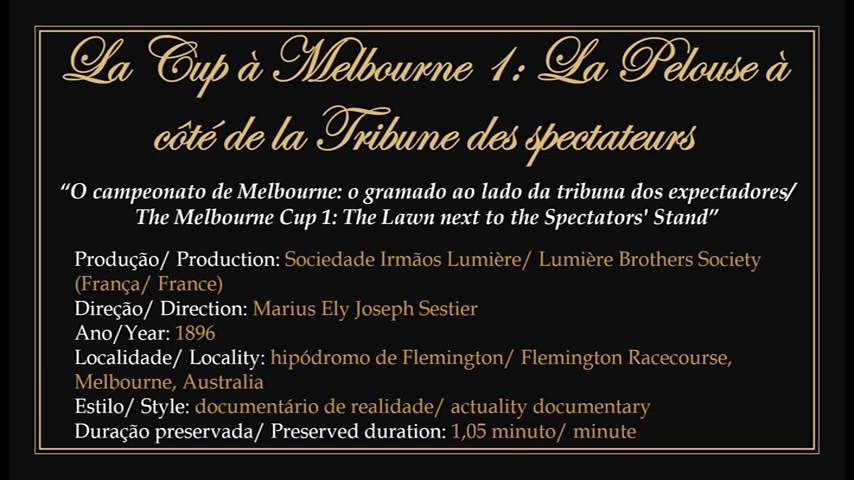 La Cup à Melbourne 1: La Pelouse à
côté de la Tribune des spectateurs
“O campeonato de Melbourne: o gramado ao lado da tribuna dos expectadores/
The Melbourne Cup 1: The Lawn next to the Spectators' Stand”
Produção/ Production: Sociedade Irmãos Lumière/ Lumière Brothers Society
(França/ France)
Direção/ Direction: Marius Ely Joseph Sestier
Ano/Year: 1896
Localidade/ Locality: hipódromo de Flemington/ Flemington Racecourse,
Melbourne, Australia
Estilo/ Style: documentário de realidade/ actuality documentary
Duração preservada/ Preserved duration: 1,05 minuto/ minute